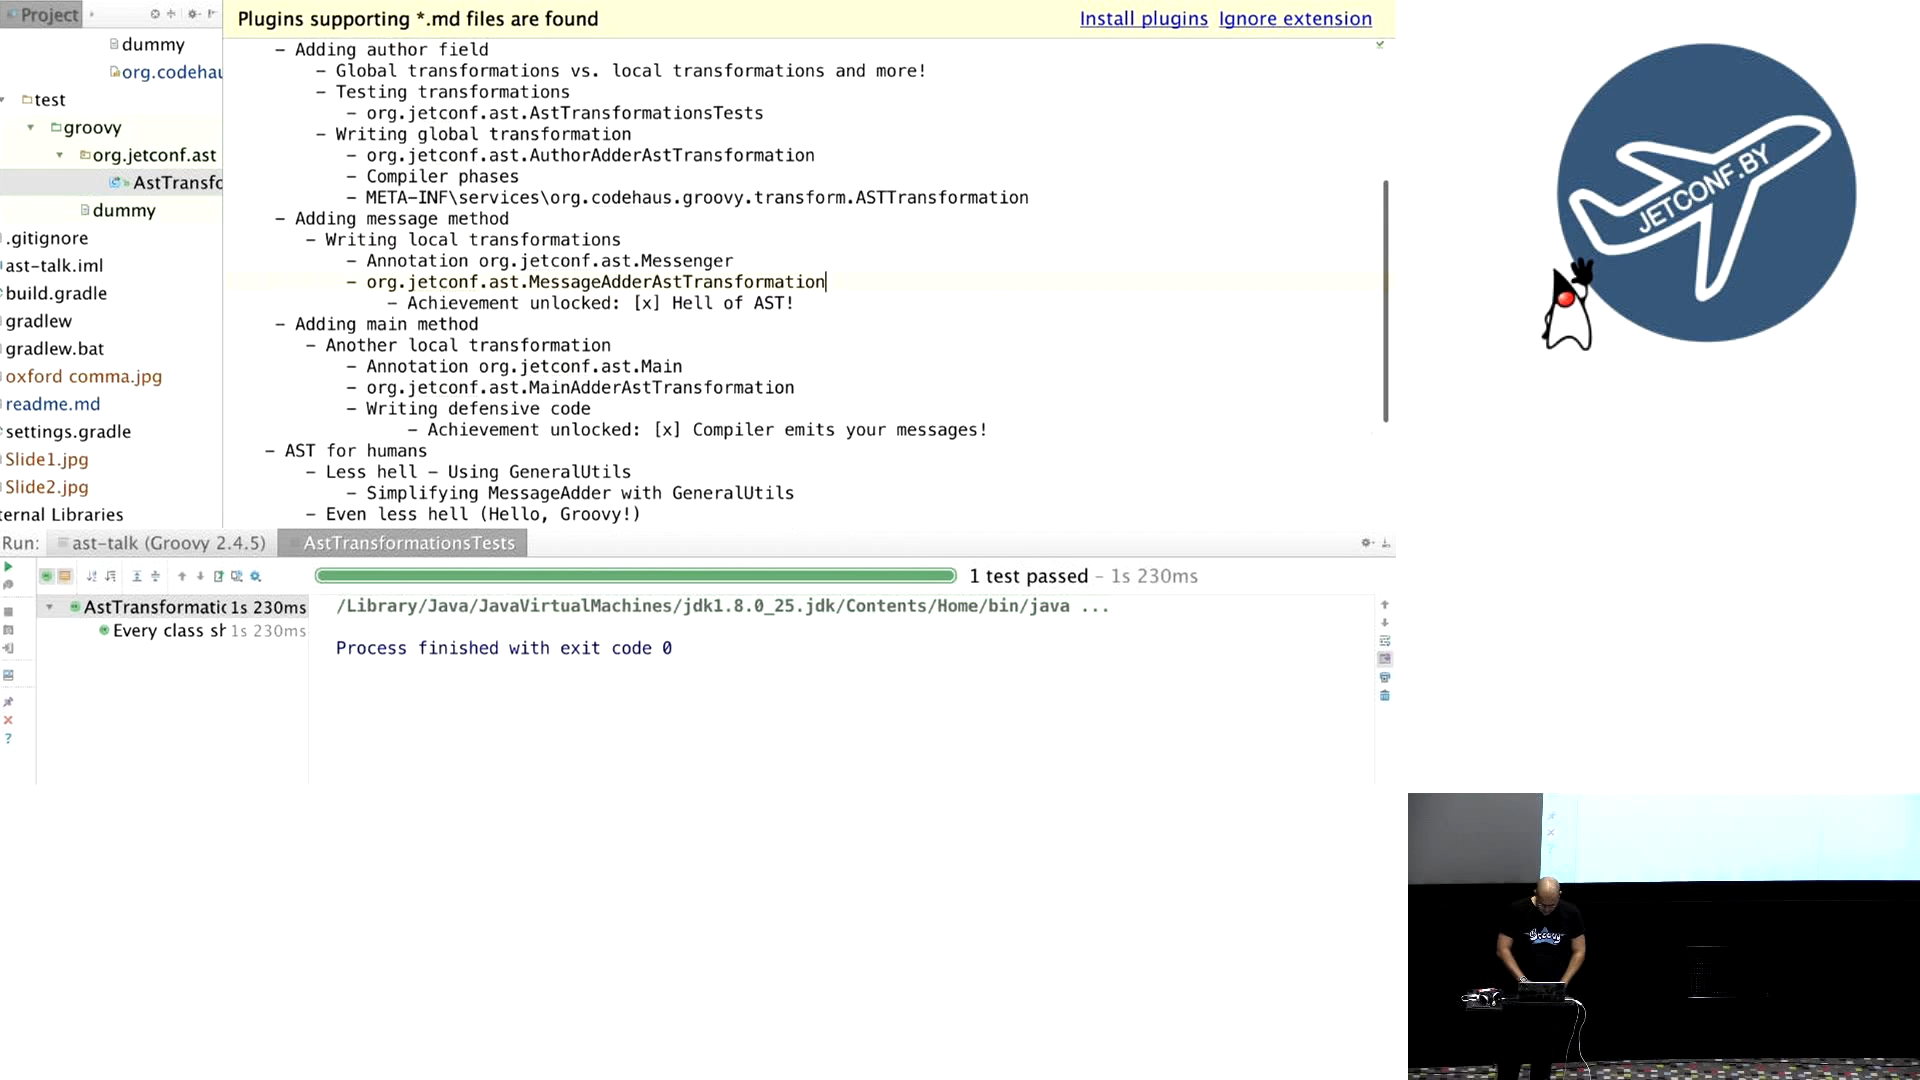 Project
dummy
org.codehau
test
groovy
org.jetconf.ast
AstTransfo
dummy
.gitignore
ast-talk.iml
build.gradle
gradlew
gradlew.bat
oxford comma.jpg
readme.md
settings.gradle
Slide1.jpg
Slide2.jpg
ternal Libraries
Plugins supporting *.md files are found
Install plugins Ignore extension
- Adding author field
- Global transformations vs. local transformations and more!
- Testing transformations
- org.jetconf.ast.AstTransformationsTests
- Writing global transformation
- org.jetconf.ast.AuthorAdderAstTransformation
- Compiler phases
- META-INF\services\org.codehaus.groovy.transform.ASTTransformation
- Adding message method
- Writing local transformations
- Annotation org.jetconf.ast.Messenger
- org.jetconf.ast.MessageAdderAstTransformation
- Achievement unlocked: [x] Hell of AST!
- Adding main method
- Another local transformation
- Annotation org.jetconf.ast.Main
- org.jetconf.ast.MainAdderAstTransformation
- Writing defensive code
- Achievement unlocked: [x] Compiler emits your messages!
- AST for humans
- Less hell - Using GeneralUtils
- Simplifying MessageAdder with GeneralUtils
- Even less hell (Hello, Groovy!)
Run: ast-talk (Groovy 2.4.5) AstTransformationsTests
1 test passed - 1s 230ms
AstTransformatic 1s 230ms
Every class sh 1s 230ms
/Library/Java/JavaVirtualMachines/jdk1.8.0_25.jdk/Contents/Home/bin/java ...
Process finished with exit code 0
JETCONF.BY
Groovy